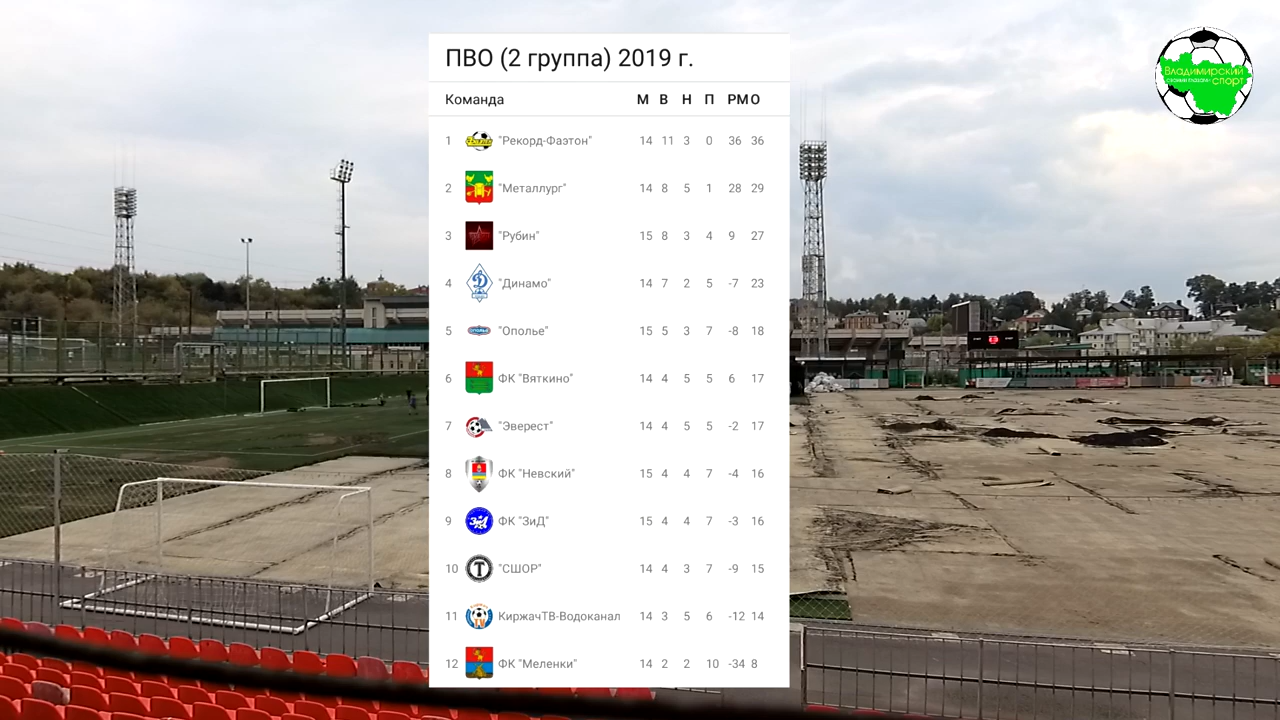 ПВО (2 группа) 2019 г.
Команда М В Н П РМ О
1 "Рекорд-Фаэтон" 14 11 3 0 36 36
2 "Металлург" 14 8 5 1 28 29
3 "Рубин" 15 8 3 4 9 27
4 "Динамо" 14 7 2 5 -7 23
5 "Ополье" 15 5 3 7 -8 18
6 ФК "Вяткино" 14 4 5 5 6 17
7 "Эверест" 14 4 5 5 -2 17
8 ФК "Невский" 15 4 4 7 -4 16
9 ФК "ЗиД" 15 4 4 7 -3 16
10 "СШОР" 14 4 3 7 -9 15
11 КиржачТВ-Водоканал 14 3 5 6 -12 14
12 ФК "Меленки" 14 2 2 10 -34 8
Владимирский
своими глазами
спорт